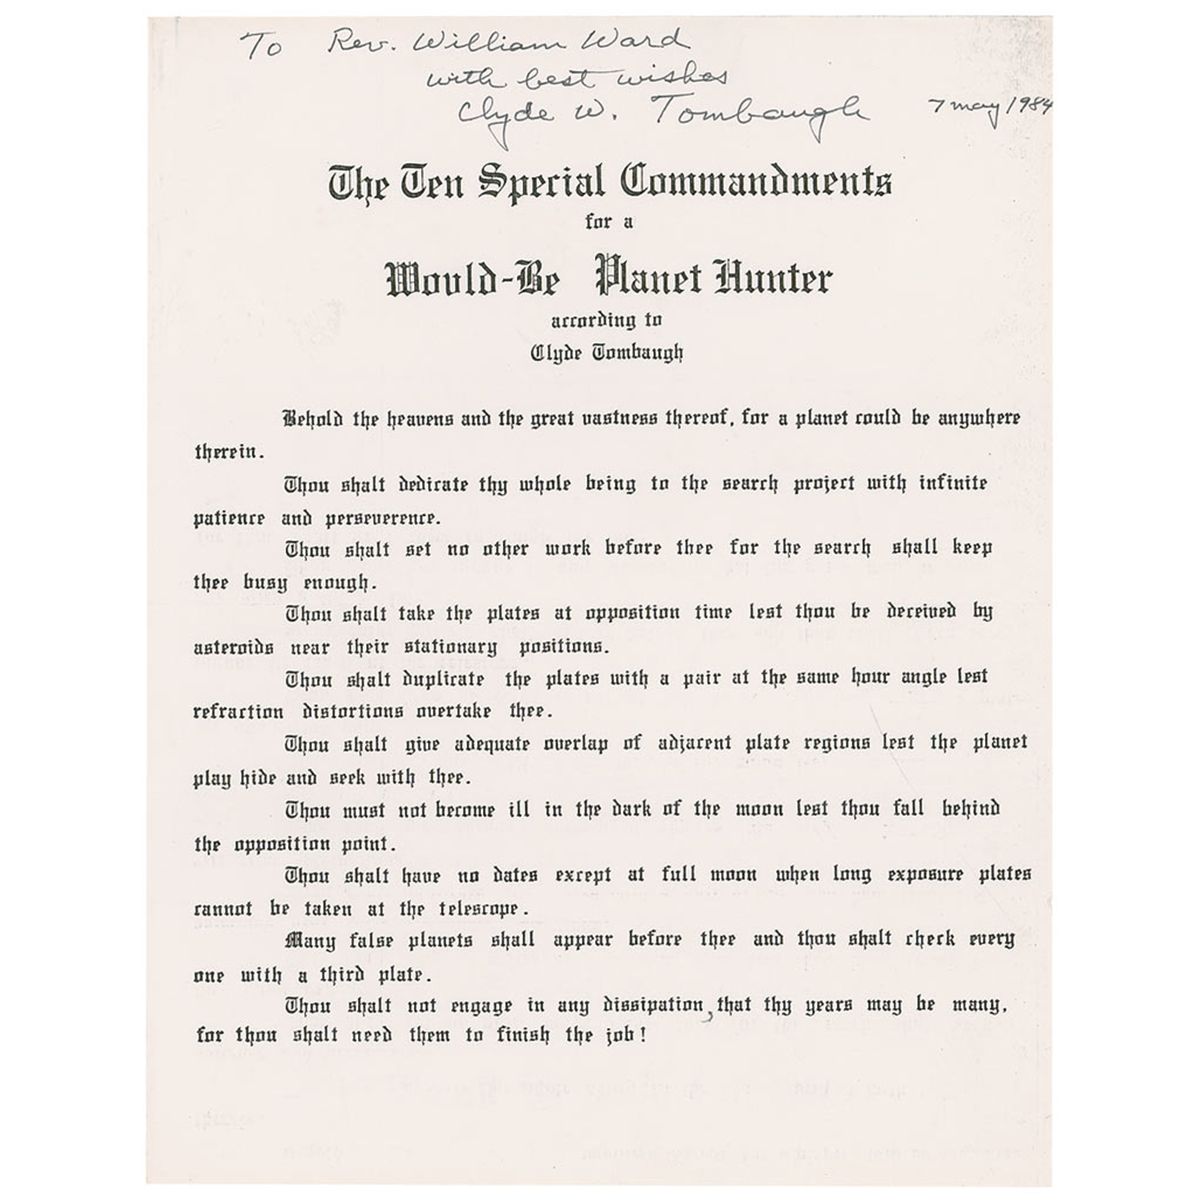 To Rev. William Ward
with best wishes
Clyde W. Tombaugh 7 may 1984
The Ten Special Commandments
for a
Would-Be Planet Hunter
according to
Clyde Tombaugh
Behold the heavens and the great vastness thereof, for a planet could be anywhere
therein.
Thou shalt dedicate thy whole being to the search project with infinite
patience and perseverence.
Thou shalt set no other work before thee for the search shall keep
thee busy enough.
Thou shalt take the plates at opposition time lest thou be deceived by
asteroids near their stationary positions.
Thou shalt duplicate the plates with a pair at the same hour angle lest
refraction distortions overtake thee.
Thou shalt give adequate overlap of adjacent plate regions lest the planet
play hide and seek with thee.
Thou must not become ill in the dark of the moon lest thou fall behind
the opposition point.
Thou shalt have no dates except at full moon when long exposure plates
cannot be taken at the telescope.
Many false planets shall appear before thee and thou shalt check every
one with a third plate.
Thou shalt not engage in any dissipation, that thy years may be many,
for thou shalt need them to finish the job!